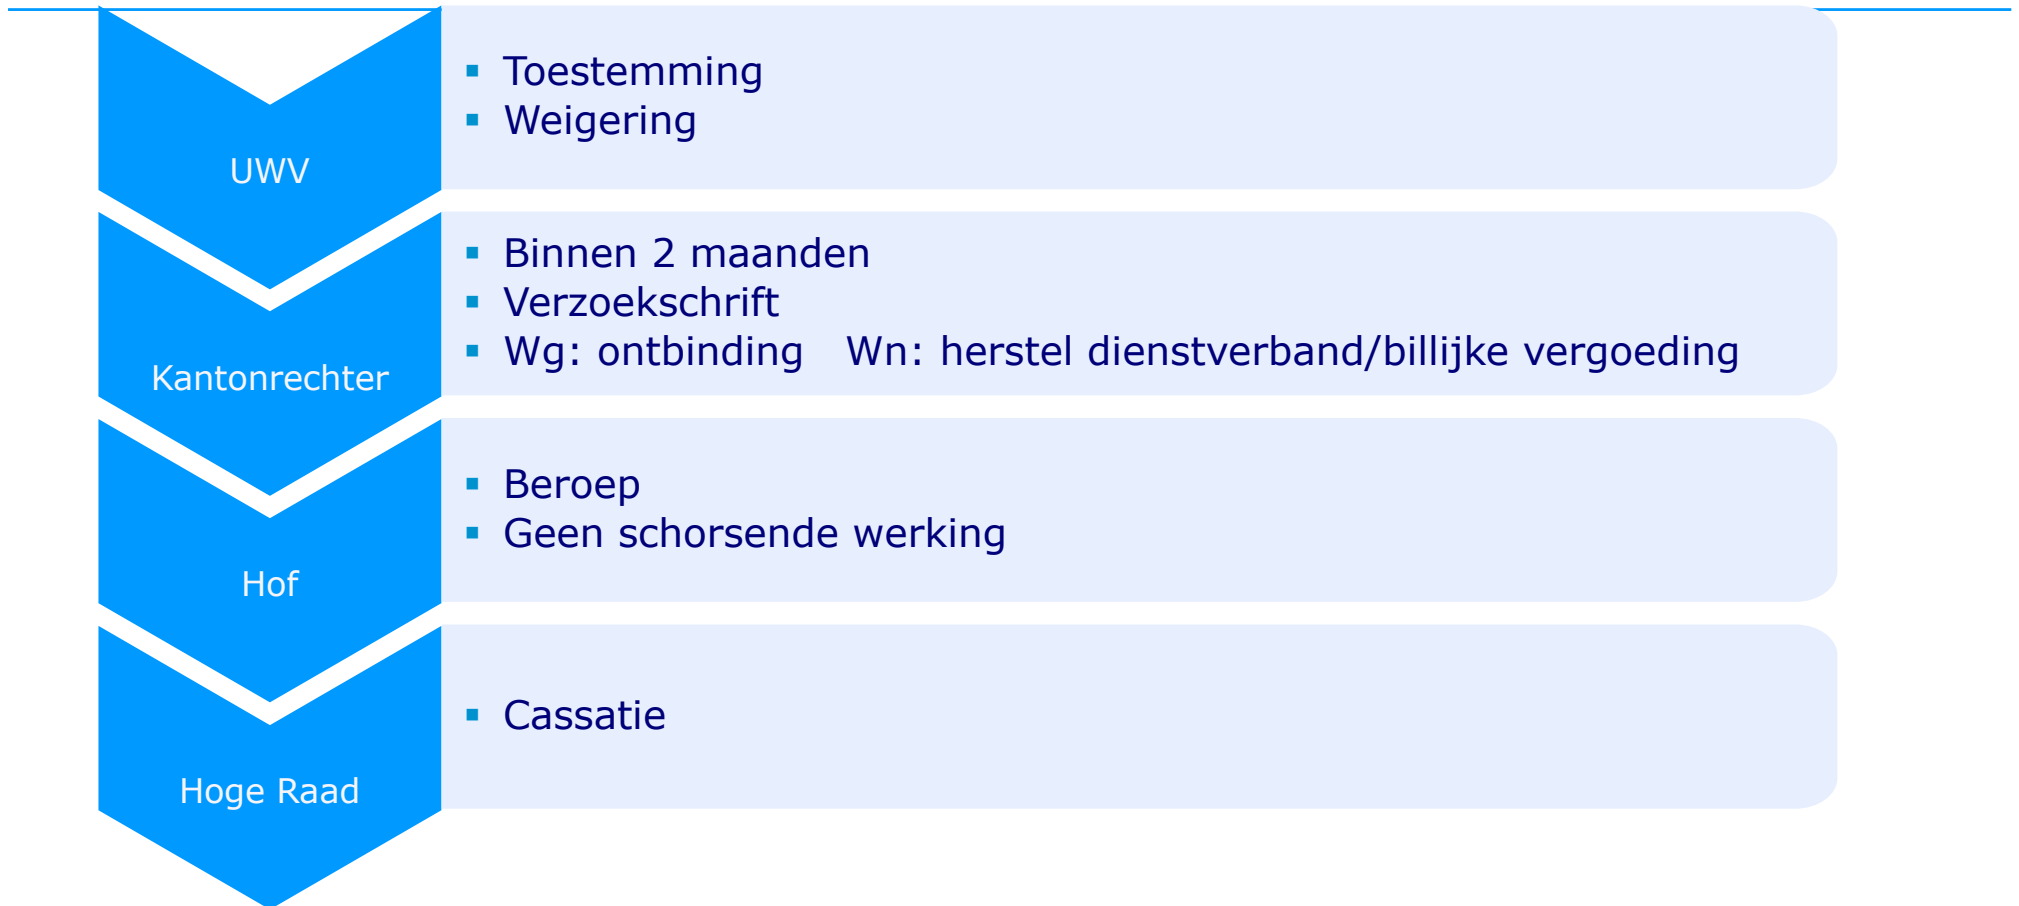 UWV
Toestemming
Weigering
Kantonrechter
Binnen 2 maanden
Verzoekschrift
Wg: ontbinding Wn: herstel dienstverband/billijke vergoeding
Hof
Beroep
Geen schorsende werking
Hoge Raad
Cassatie